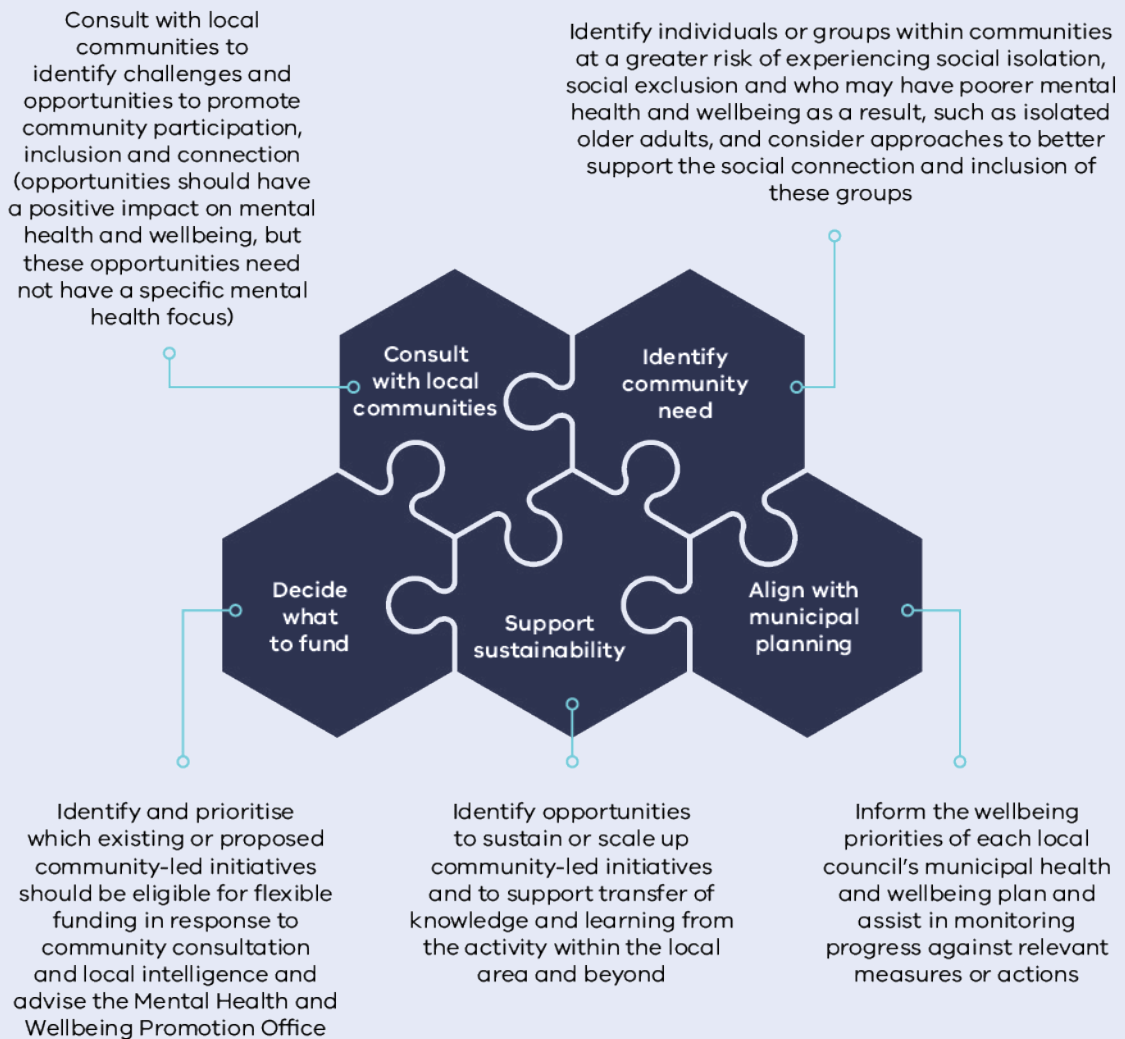 Consult with local
communities to
identify challenges and
opportunities to promote
community participation,
inclusion and connection
(opportunities should have
a positive impact on mental
health and wellbeing, but
these opportunities need
not have a specific mental
health focus)
Identify individuals or groups within communities
at a greater risk of experiencing social isolation,
social exclusion and who may have poorer mental
health and wellbeing as a result, such as isolated
older adults, and consider approaches to better
support the social connection and inclusion of
these groups
Consult
with local
communities
Identify
community
need
Decide
what
to fund
Support
sustainability
Align with
municipal
planning
Identify and prioritise
which existing or proposed
community-led initiatives
should be eligible for flexible
funding in response to
community consultation
and local intelligence and
advise the Mental Health and
Wellbeing Promotion Office
Identify opportunities
to sustain or scale up
community-led initiatives
and to support transfer of
knowledge and learning from
the activity within the local
area and beyond
Inform the wellbeing
priorities of each local
council's municipal health
and wellbeing plan and
assist in monitoring
progress against relevant
measures or actions